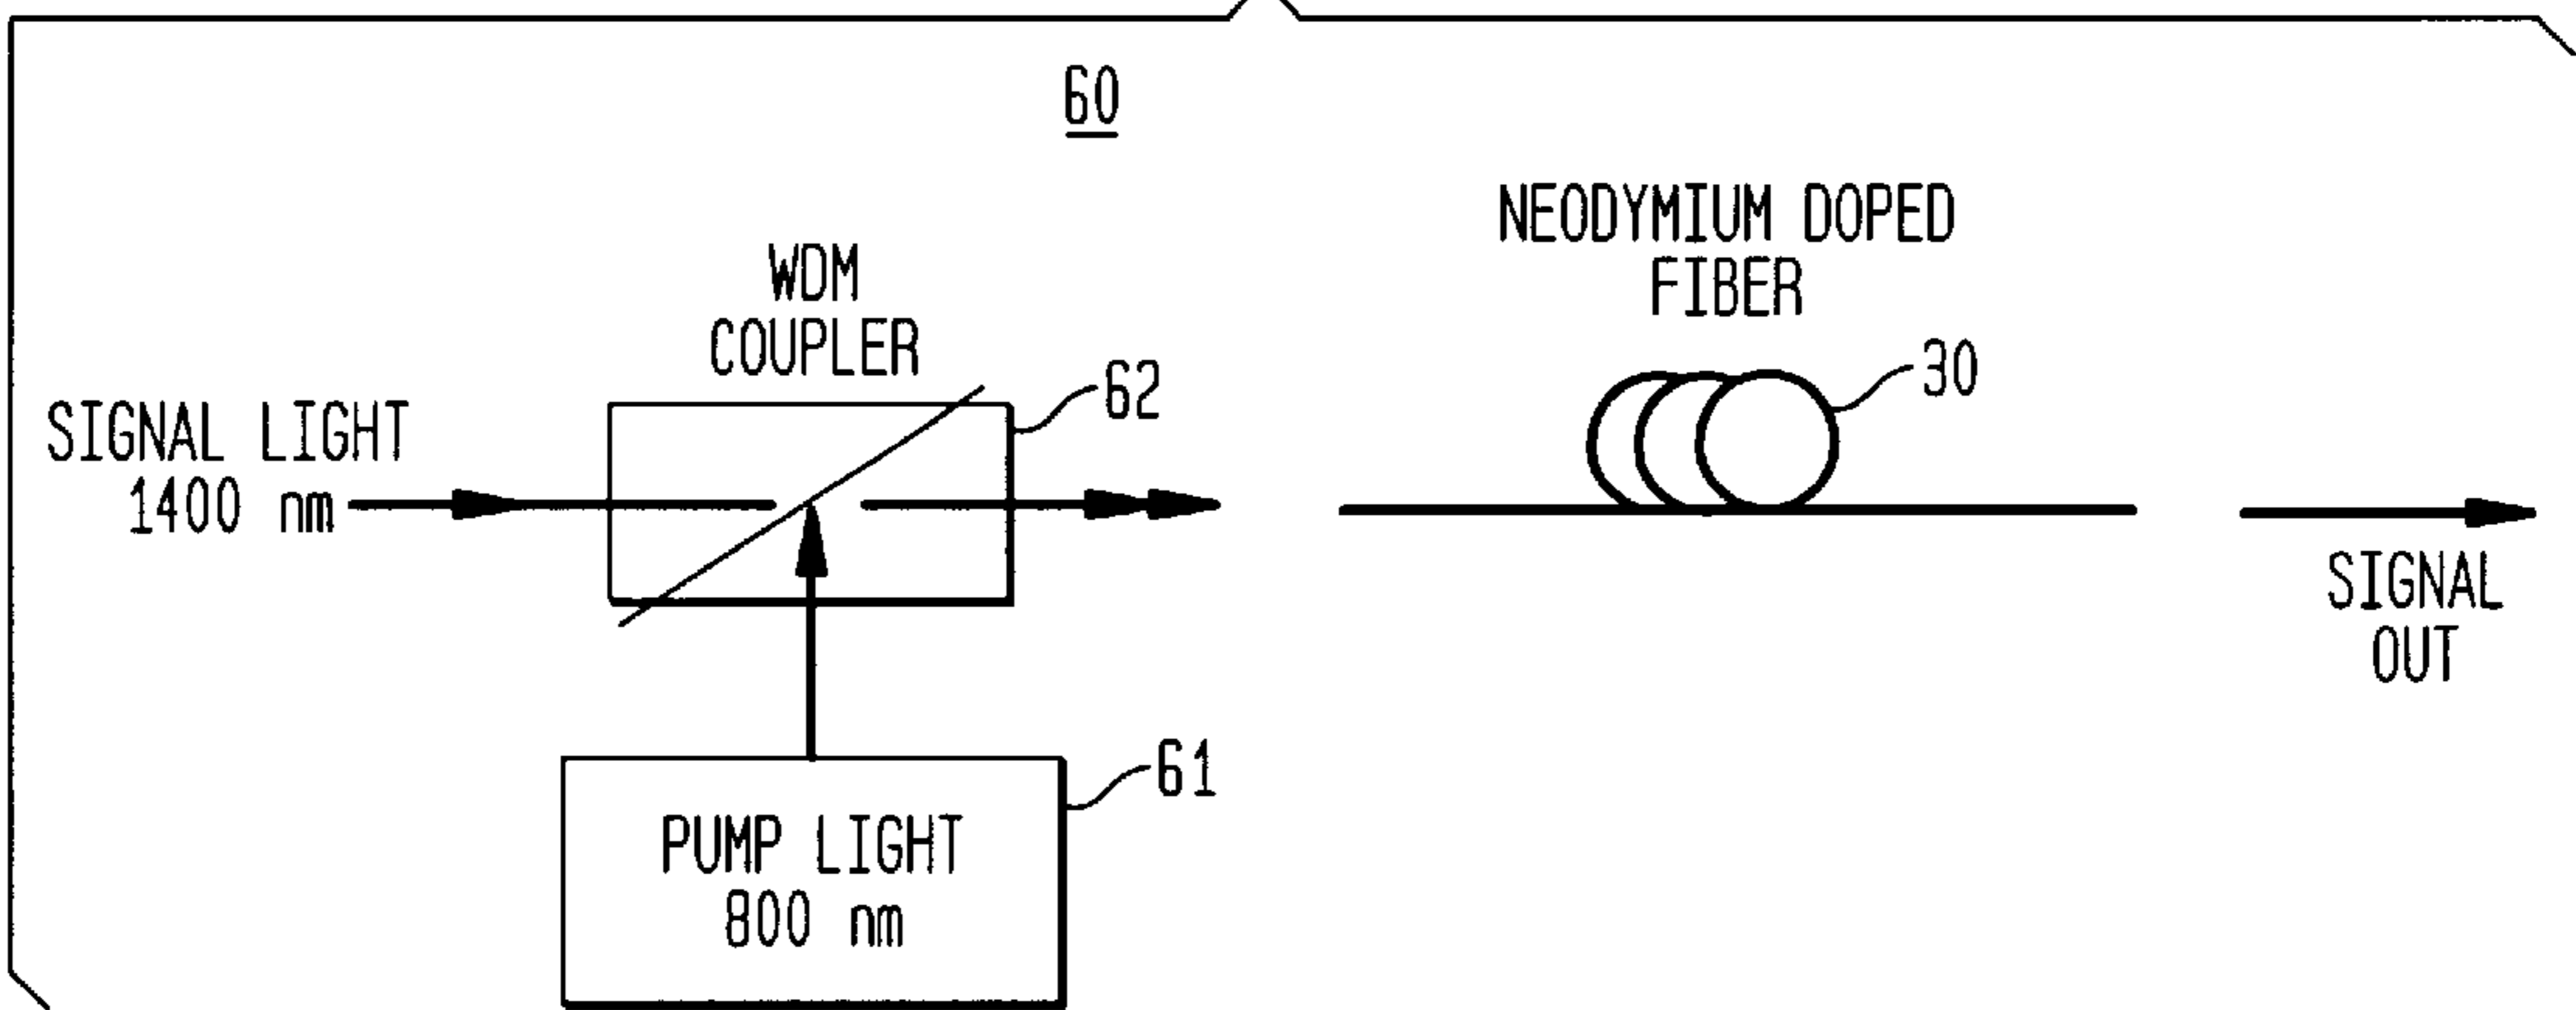 60
NEODYMIUM DOPED
FIBER
30
WDM
COUPLER
62
SIGNAL LIGHT
1400 nm
SIGNAL
OUT
61
PUMP LIGHT
800 nm